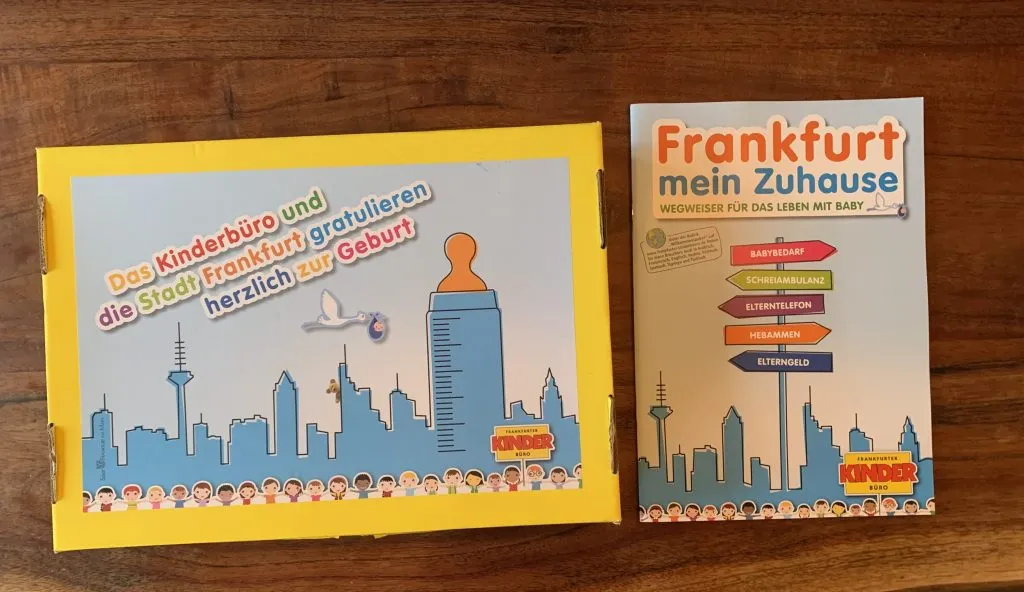 Das Kinderbüro und
die Stadt Frankfurt gratulieren
herzlich zur Geburt
FRANKFURTER
KINDER
BÜRO
Frankfurt
mein Zuhause
WEGWEISER FÜR DAS LEBEN MIT BABY
BABYBEDARF
SCHREIAMBULANZ
ELTERNTELEFON
HEBAMMEN
ELTERNGELD
FRANKFURTER
KINDER
BÜRO